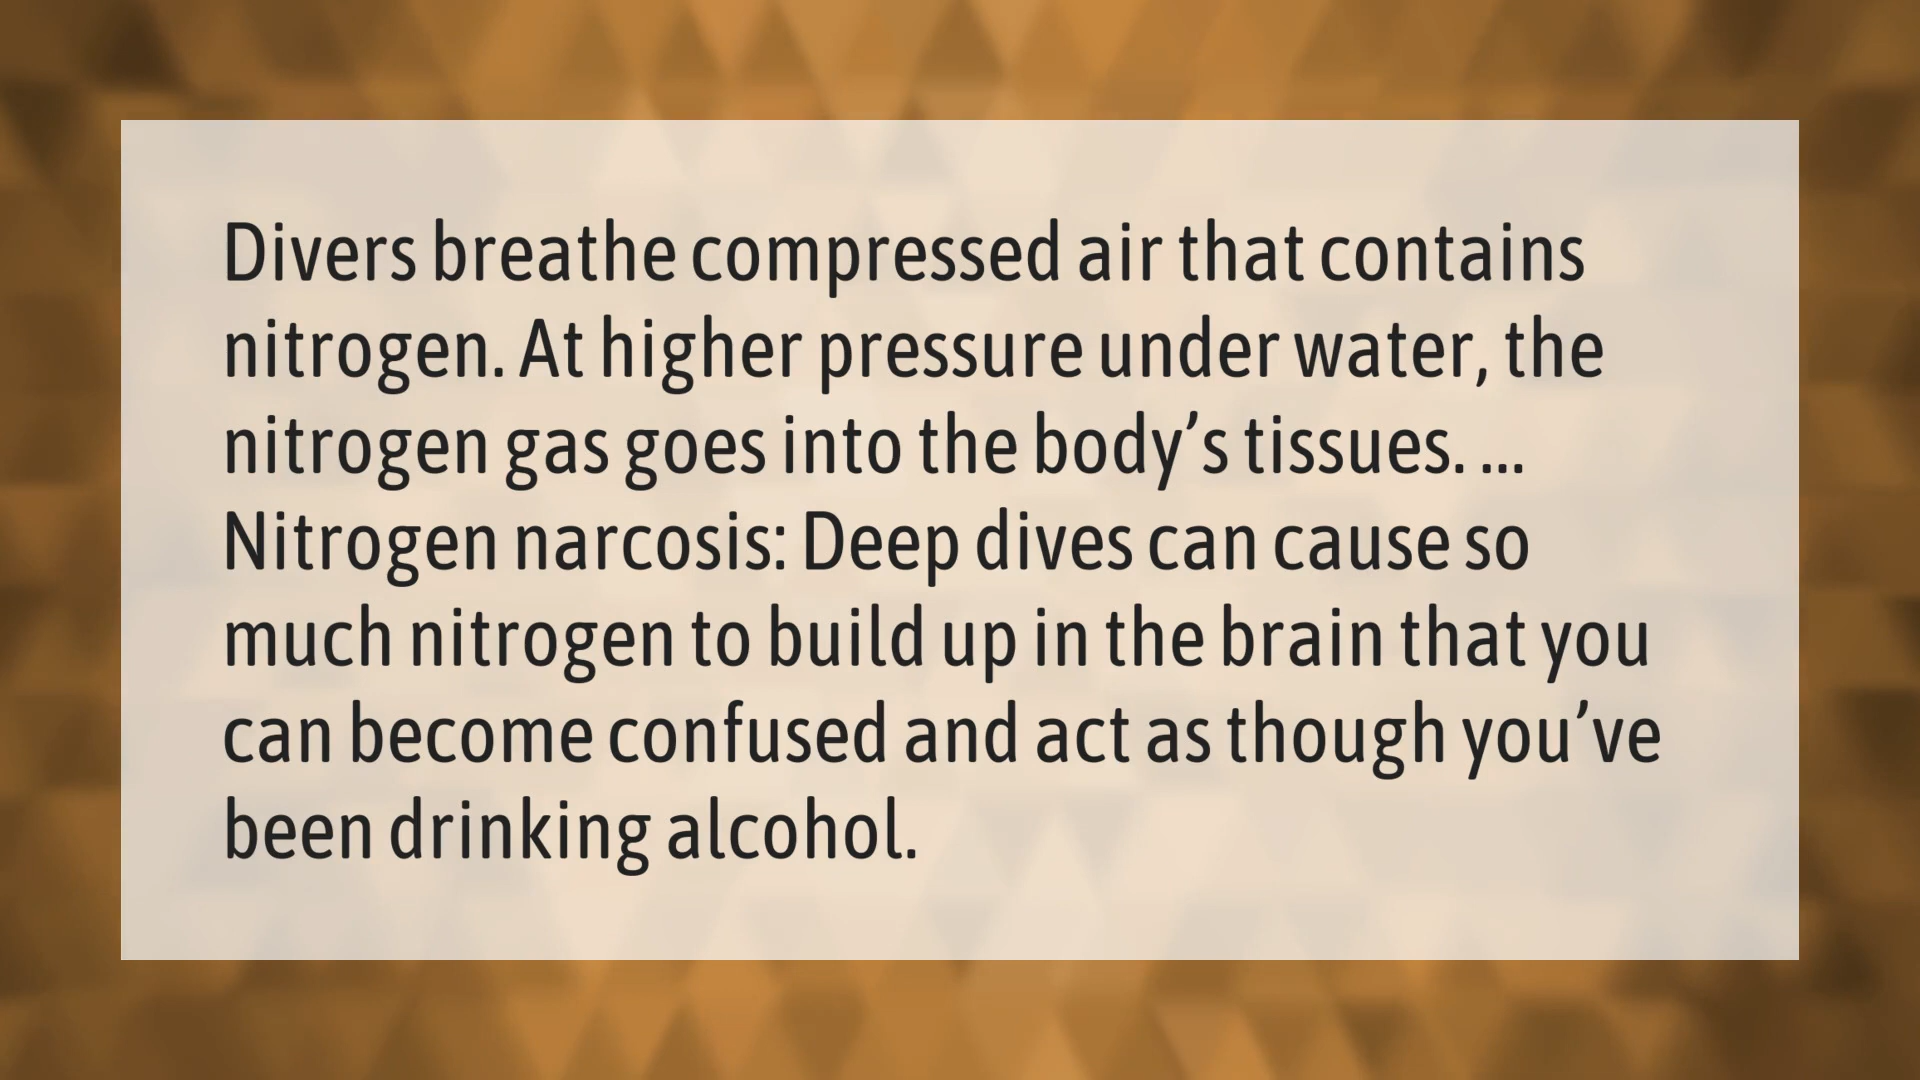 Divers breathe compressed air that contains
nitrogen. At higher pressure under water, the
nitrogen gas goes into the body’s tissues. ...
Nitrogen narcosis: Deep dives can cause so
much nitrogen to build up in the brain that you
can become confused and act as though you’ve
been drinking alcohol.